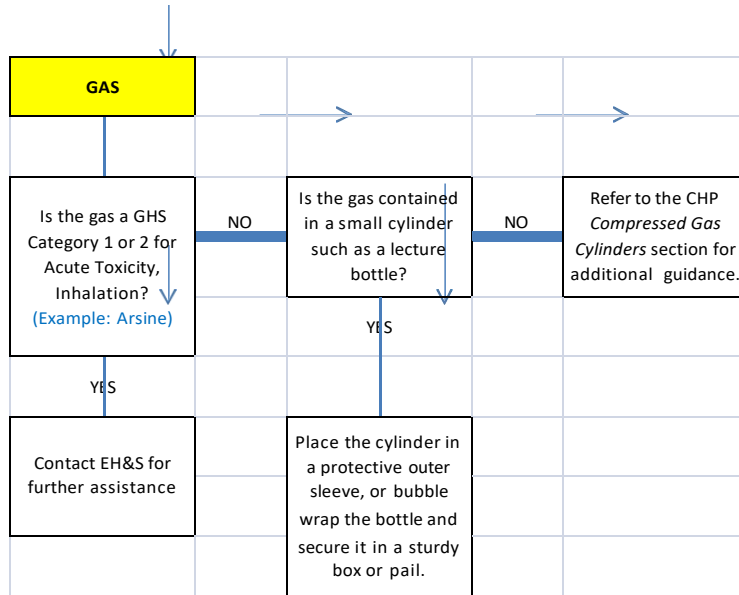 GAS
Is the gas a GHS
Category 1 or 2 for
Acute Toxicity,
Inhalation?
(Example: Arsine)
NO
Is the gas contained
in a small cylinder
such as a lecture
bottle?
NO
Refer to the CHP
Compressed Gas
Cylinders section for
additional guidance.
YES
YES
Contact EH&S for
further assistance
Place the cylinder in
a protective outer
sleeve, or bubble
wrap the bottle and
secure it in a sturdy
box or pail.